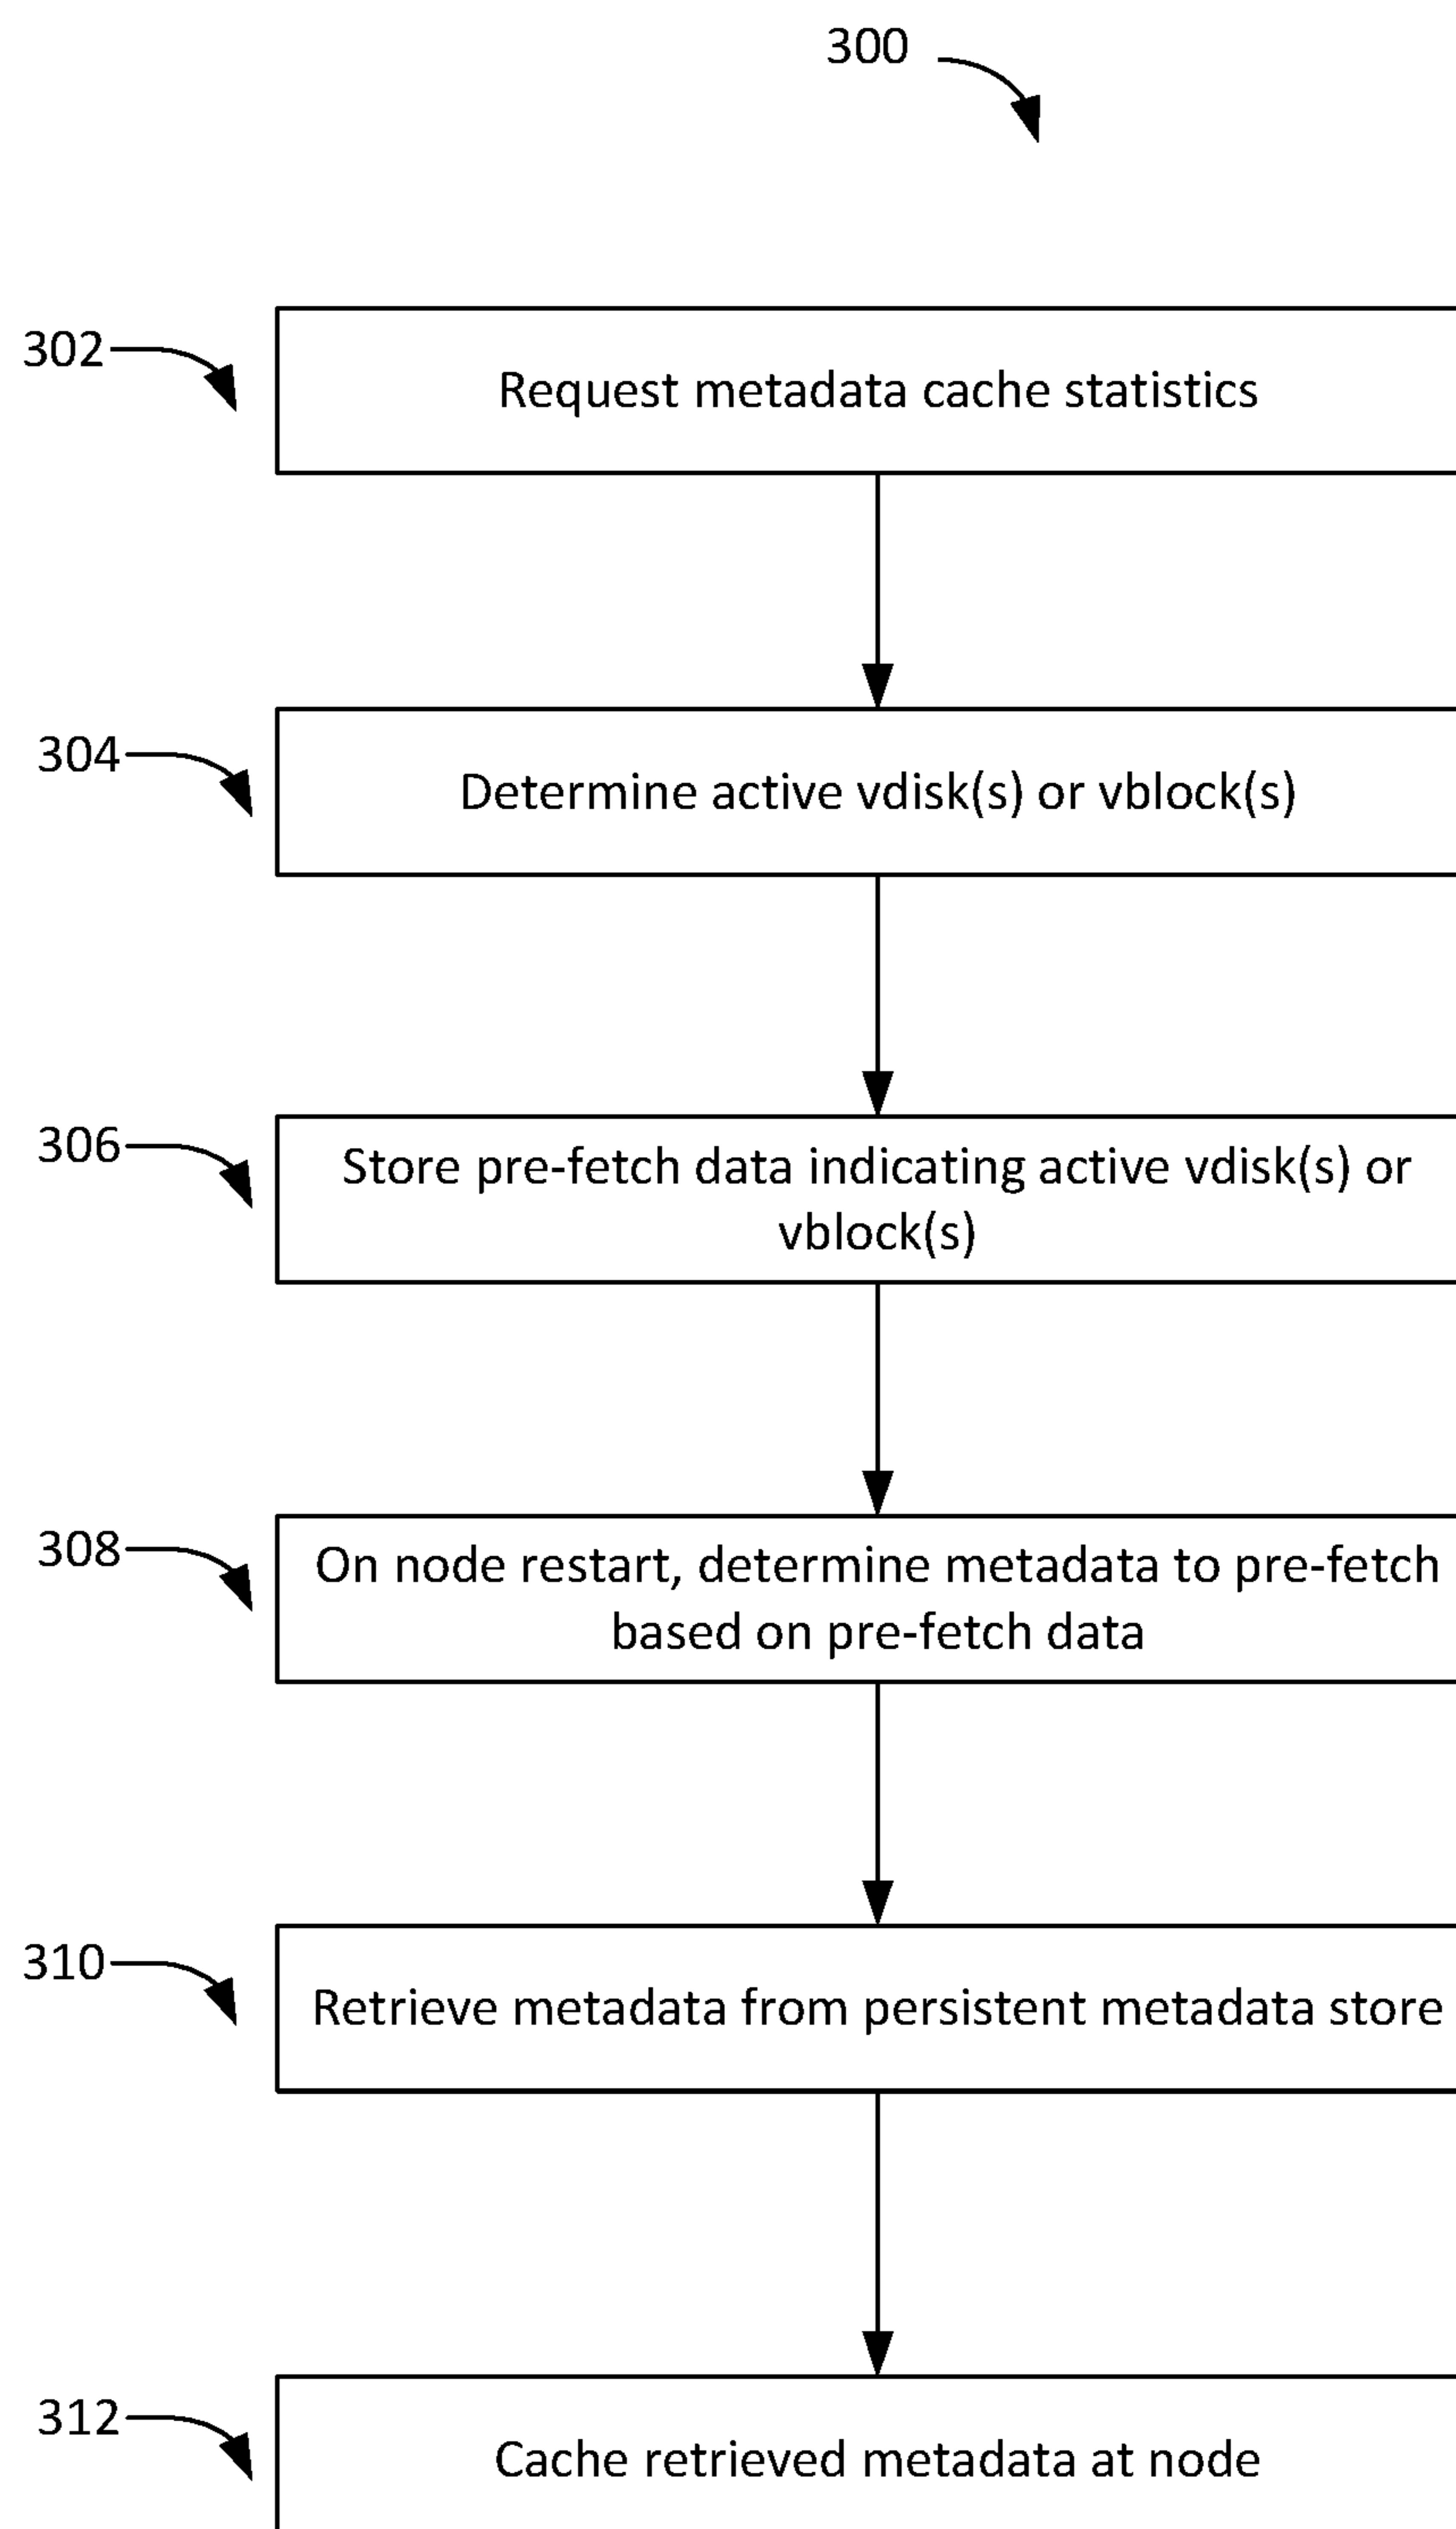 300
302
Request metadata cache statistics
304
Determine active vdisk(s) or vblock(s)
306
Store pre-fetch data indicating active vdisk(s) or
vblock(s)
308
On node restart, determine metadata to pre-fetch
based on pre-fetch data
310
Retrieve metadata from persistent metadata store
312
Cache retrieved metadata at node